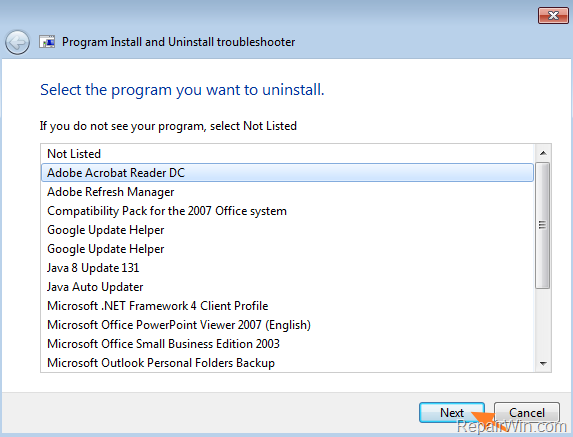 Program Install and Uninstall troubleshooter
Select the program you want to uninstall.
If you do not see your program, select Not Listed
Not Listed
Adobe Acrobat Reader DC
Adobe Refresh Manager
Compatibility Pack for the 2007 Office system
Google Update Helper
Google Update Helper
Java 8 Update 131
Java Auto Updater
Microsoft .NET Framework 4 Client Profile
Microsoft Office PowerPoint Viewer 2007 (English)
Microsoft Office Small Business Edition 2003
Microsoft Outlook Personal Folders Backup
Next Cancel
RepairWin.com